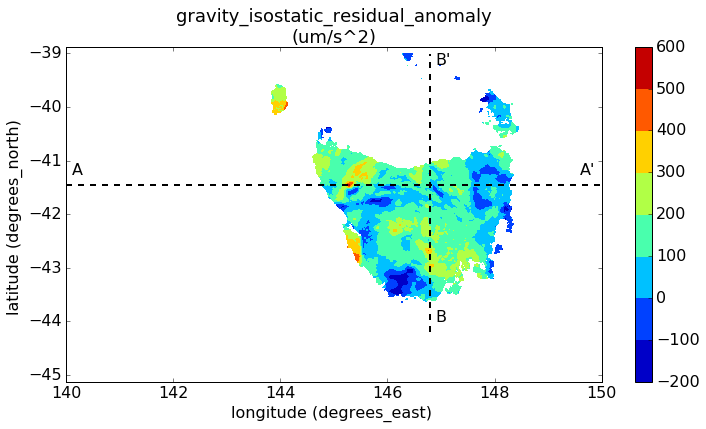 gravity_isostatic_residual_anomaly
(um/s^2)
−39
−40
−41
−42
−43
−44
−45
latitude (degrees_north)
B'
A
A'
B
140
142
144
146
148
150
longitude (degrees_east)
600
500
400
300
200
100
0
−100
−200